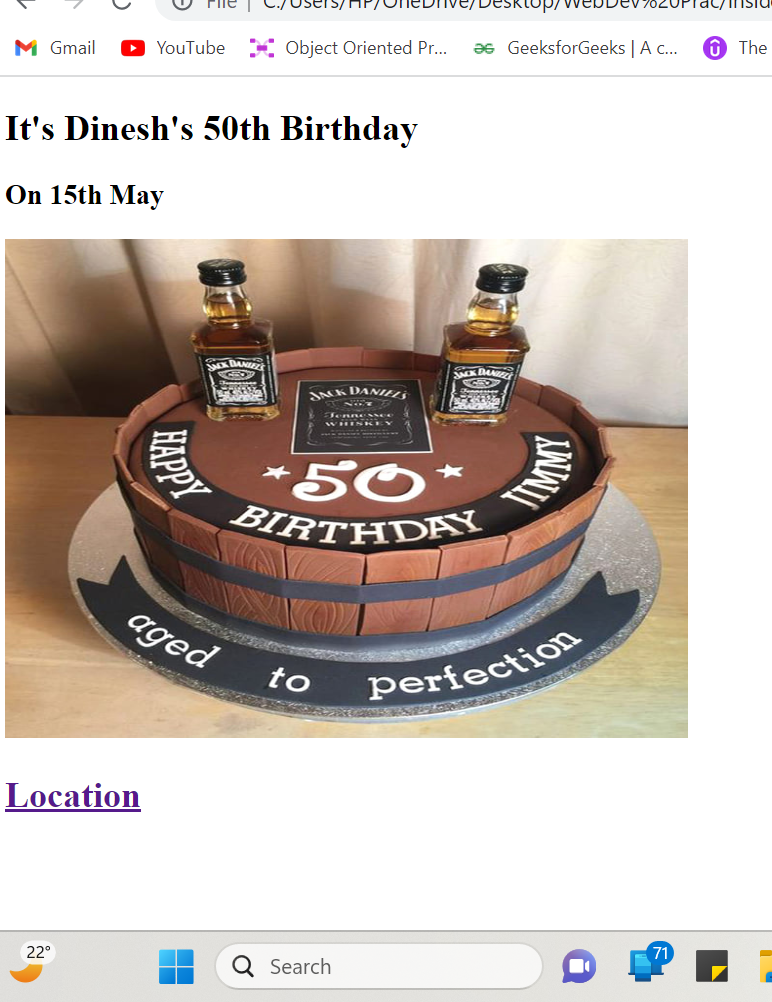 File | C:/Users/HP/OneDrive/Desktop/WebDev%20Prac/Insid
Gmail YouTube Object Oriented Pr... GeeksforGeeks | A c... The
It's Dinesh's 50th Birthday
On 15th May
JACK DANIEL'S
JACK DANIEL'S
JACK DANIEL'S
No.7
Tennessee
WHISKEY
50
HAPPY BIRTHDAY JIMMY
aged to perfection
Location
22°
Search
71